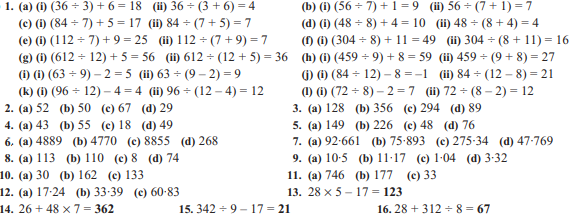 1. (a) (i) (36 ÷ 3) + 6 = 18 (ii) 36 ÷ (3 + 6) = 4 (b) (i) (56 ÷ 7) + 1 = 9 (ii) 56 ÷ (7 + 1) = 7
(c) (i) (84 ÷ 7) + 5 = 17 (ii) 84 ÷ (7 + 5) = 7 (d) (i) (48 ÷ 8) + 4 = 10 (ii) 48 ÷ (8 + 4) = 4
(e) (i) (112 ÷ 7) + 9 = 25 (ii) 112 ÷ (7 + 9) = 7 (f) (i) (304 ÷ 8) + 11 = 49 (ii) 304 ÷ (8 + 11) = 16
(g) (i) (612 ÷ 12) + 5 = 56 (ii) 612 ÷ (12 + 5) = 36 (h) (i) (459 ÷ 9) + 8 = 59 (ii) 459 ÷ (9 + 8) = 27
(i) (i) (63 ÷ 9) – 2 = 5 (ii) 63 ÷ (9 – 2) = 9 (j) (i) (84 ÷ 12) – 8 = –1 (ii) 84 ÷ (12 – 8) = 21
(k) (i) (96 ÷ 12) – 4 = 4 (ii) 96 ÷ (12 – 4) = 12 (l) (i) (72 ÷ 8) – 2 = 7 (ii) 72 ÷ (8 – 2) = 12
2. (a) 52 (b) 50 (c) 67 (d) 29 3. (a) 128 (b) 356 (c) 294 (d) 89
4. (a) 43 (b) 55 (c) 18 (d) 49 5. (a) 149 (b) 226 (c) 48 (d) 76
6. (a) 4889 (b) 4770 (c) 8855 (d) 268 7. (a) 92·661 (b) 75·893 (c) 275·34 (d) 47·769
8. (a) 113 (b) 110 (c) 8 (d) 74 9. (a) 10·5 (b) 11·17 (c) 1·04 (d) 3·32
10. (a) 30 (b) 162 (c) 133 11. (a) 746 (b) 177 (c) 33
12. (a) 17·24 (b) 33·39 (c) 60·83 13. 28 × 5 – 17 = 123
14. 26 + 48 × 7 = 362 15. 342 ÷ 9 – 17 = 21 16. 28 + 312 ÷ 8 = 67